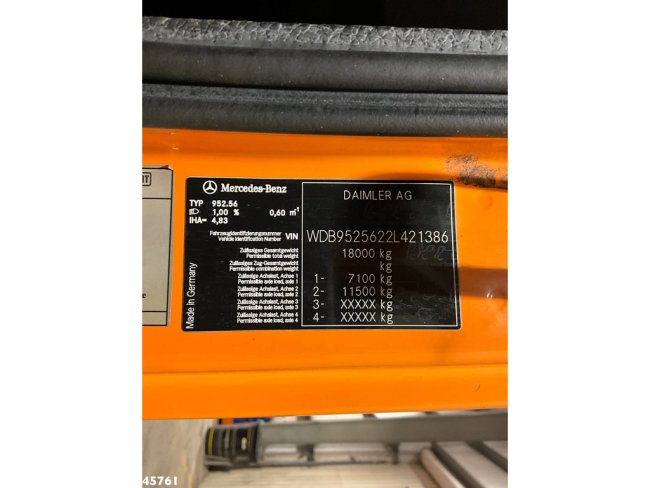 Mercedes-Benz
TYP 952.56
1,00 % 0,60 m⁻¹
IHA= 4,83
DAIMLER AG
Fahrzeugidentifizierungsnummer
Vehicle Identification Number VIN WDB9525622L421386
Zulässiges Gesamtgewicht
Permissible total weight 18000 kg
Zulässiges Zug-Gesamtgewicht
Permissible combination weight kg
Zulässige Achslast, Achse 1
Permissible axle load, axle 1 1- 7100 kg
Zulässige Achslast, Achse 2
Permissible axle load, axle 2 2- 11500 kg
Zulässige Achslast, Achse 3
Permissible axle load, axle 3 3- XXXXX kg
Zulässige Achslast, Achse 4
Permissible axle load, axle 4 4- XXXXX kg
Made in Germany
45761